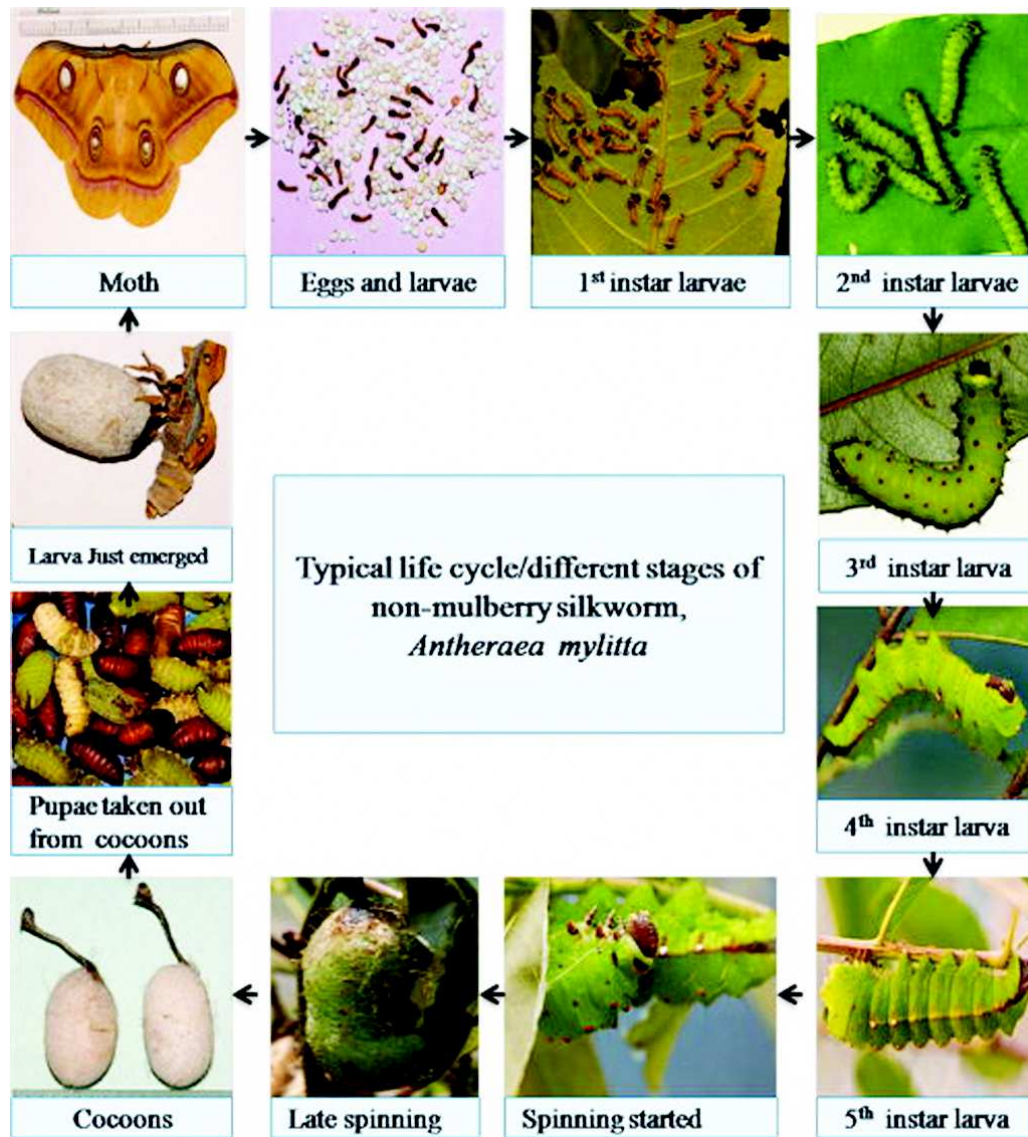 Moth
Eggs and larvae
1st instar larvae
2nd instar larvae
Larva Just emerged
Typical life cycle/different stages of
non-mulberry silkworm,
Antheraea mylitta
3rd instar larva
Pupae taken out
from cocoons
4th instar larva
Cocoons
Late spinning
Spinning started
5th instar larva